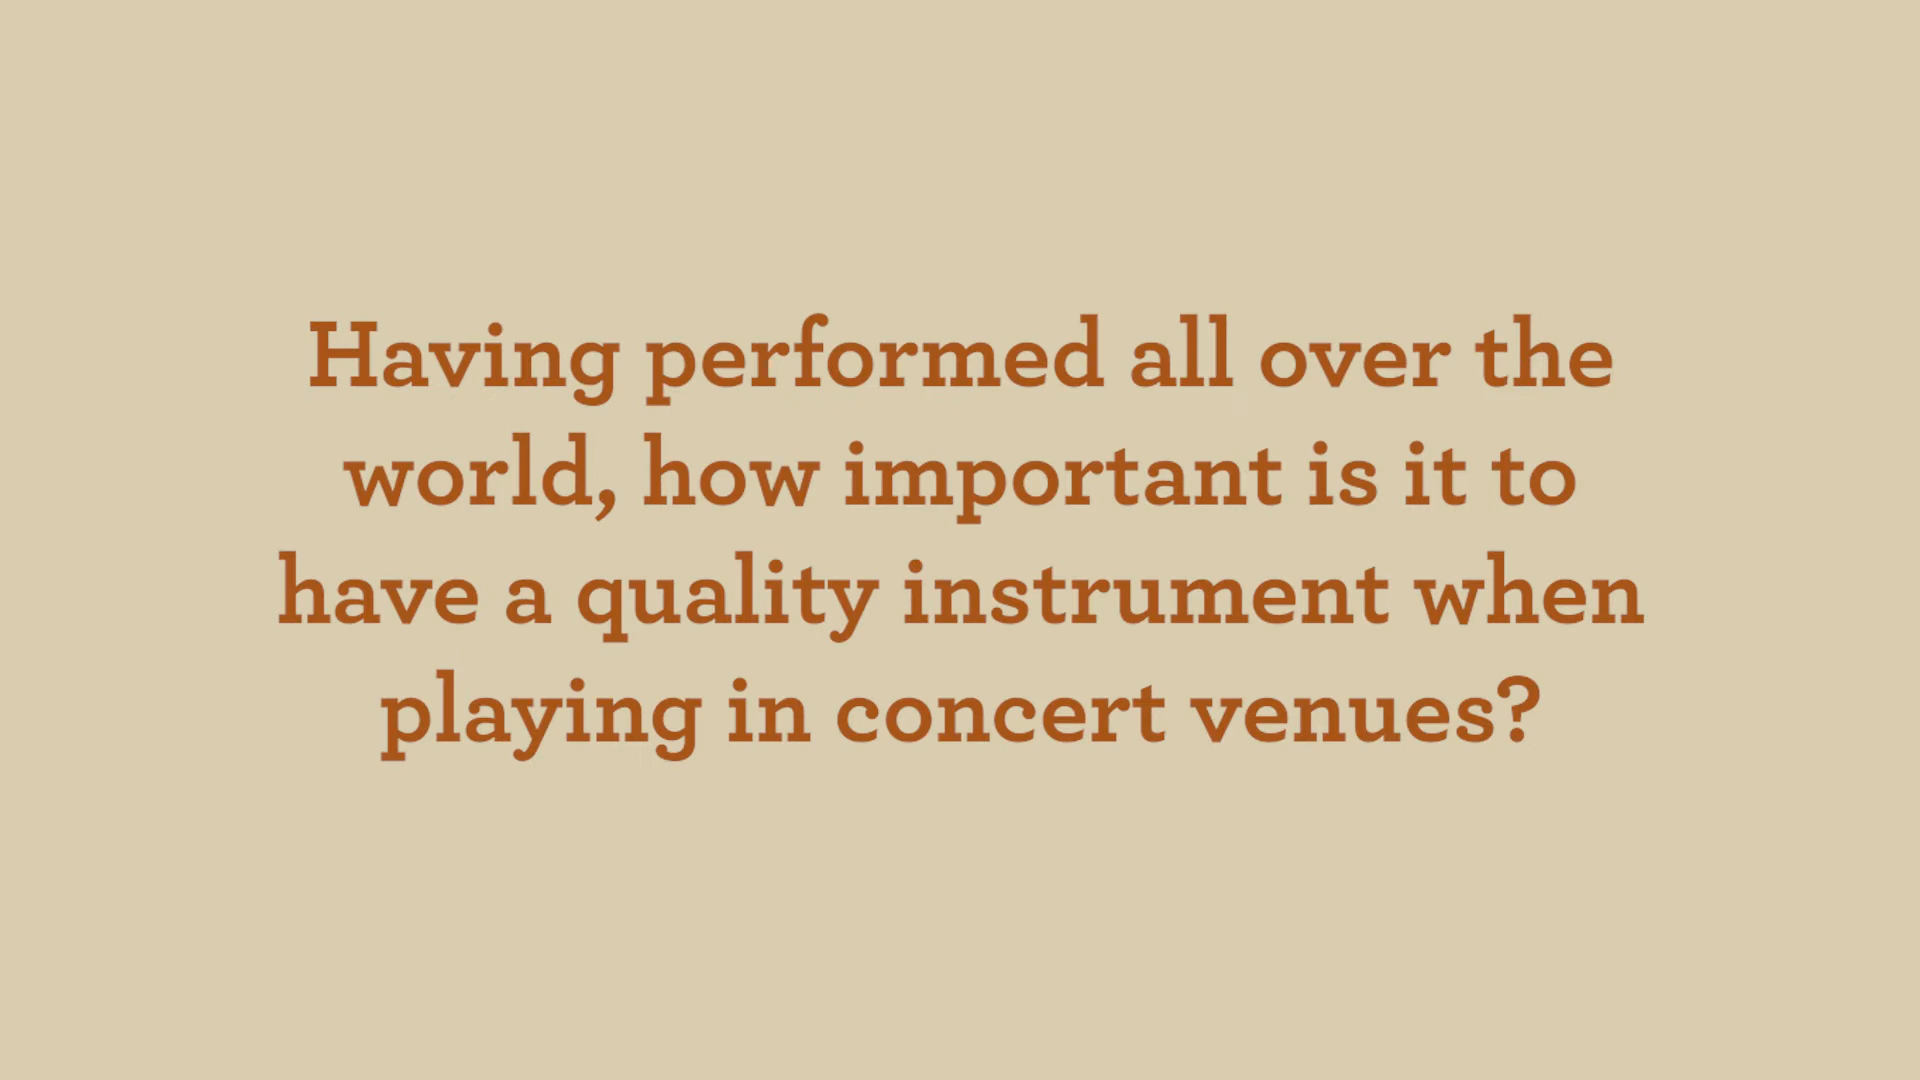 Having performed all over the
world, how important is it to
have a quality instrument when
playing in concert venues?